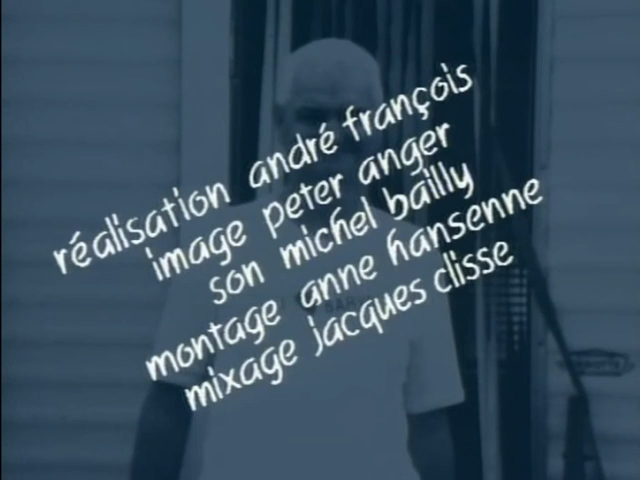 réalisation andré françois
image peter anger
son michel bailly
montage anne hansenne
mixage jacques clisse